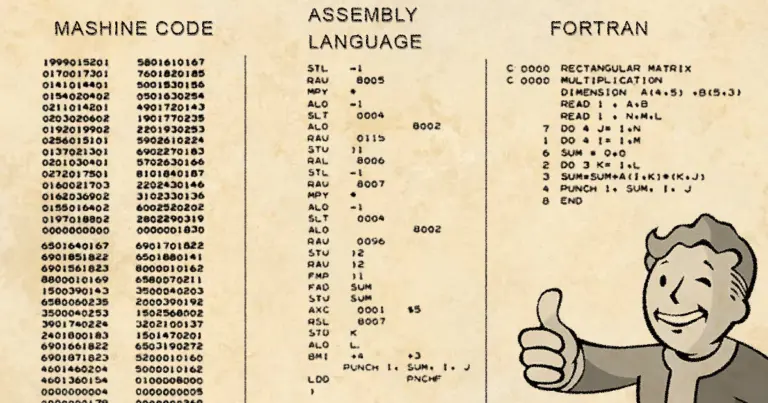 MASHINE CODE
1999015201 5801610167
0170017301 7601820185
0141014401 5001530156
0154020402 0501630254
0211014201 4901720143
0203020602 1901770235
0192019902 2201930253
0256015101 5902610224
0137021301 6902270183
0201030401 5702630166
0272017501 8101840187
0160021703 2202430146
0162036902 3102330136
0155016402 6002520202
0197018802 2802290319
0000000000 0000001830
6501640167 6901701822
6901851822 6501880141
6901561823 8000010162
8800010169 6580070211
1500390143 3500040203
6580060235 2000390192
3500040253 1502568002
3901740224 3202100137
2401800183 1501470201
6901661822 6503190272
6901871823 5200010160
4601460204 5000010162
4601360154 0100008000
0000000004 0000000005
ASSEMBLY
LANGUAGE
STL -1
RAU 8005
MPY *
ALO -1
SLT 0004
ALO 8002
RAU 0115
STU )1
RAL 8006
STL -1
RAU 8007
MPY *
ALO -1
SLT 0004
ALO 8002
RAU 0096
STU )2
RAU )2
FMP )1
FAD SUM
STU SUM
AXC 0001 %5
RSL 8007
STU K
ALO L.
BMI +4 +3
PUNCH 1, SUM, I, J
LDD PNCHF
)
FORTRAN
C 0000 RECTANGULAR MATRIX
C 0000 MULTIPLICATION
DIMENSION A(4,5) ,B(5,3)
READ 1 , A,B
READ 1 , N,M,L
7 DO 4 J= 1,N
1 DO 4 I= 1,M
6 SUM = 0.0
2 DO 3 K= 1,L
3 SUM=SUM+A(I,K)*(K,J)
4 PUNCH 1, SUM, I, J
8 END